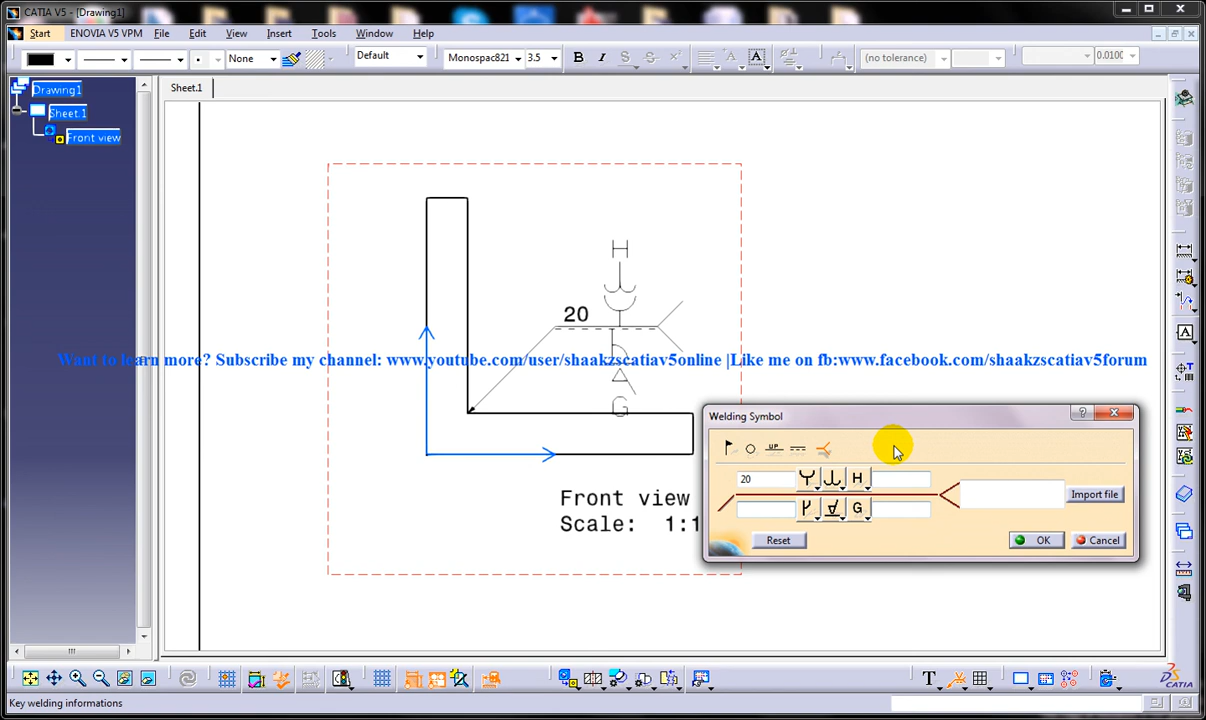 CATIA V5 - [Drawing1]
Start ENOVIA V5 VPM File Edit View Insert Tools Window Help
None Default Monospac821 3.5 B I S S (no tolerance) 0.0100
Drawing1
Sheet.1
Front view
Sheet.1
H
20
Want to learn more? Subscribe my channel: www.youtube.com/user/shaakzscatiav5online |Like me on fb:www.facebook.com/shaakzscatiav5forum
G
Front view
Scale: 1:1
Welding Symbol
UP
20 H
G
Import file
Reset OK Cancel
Key welding informations